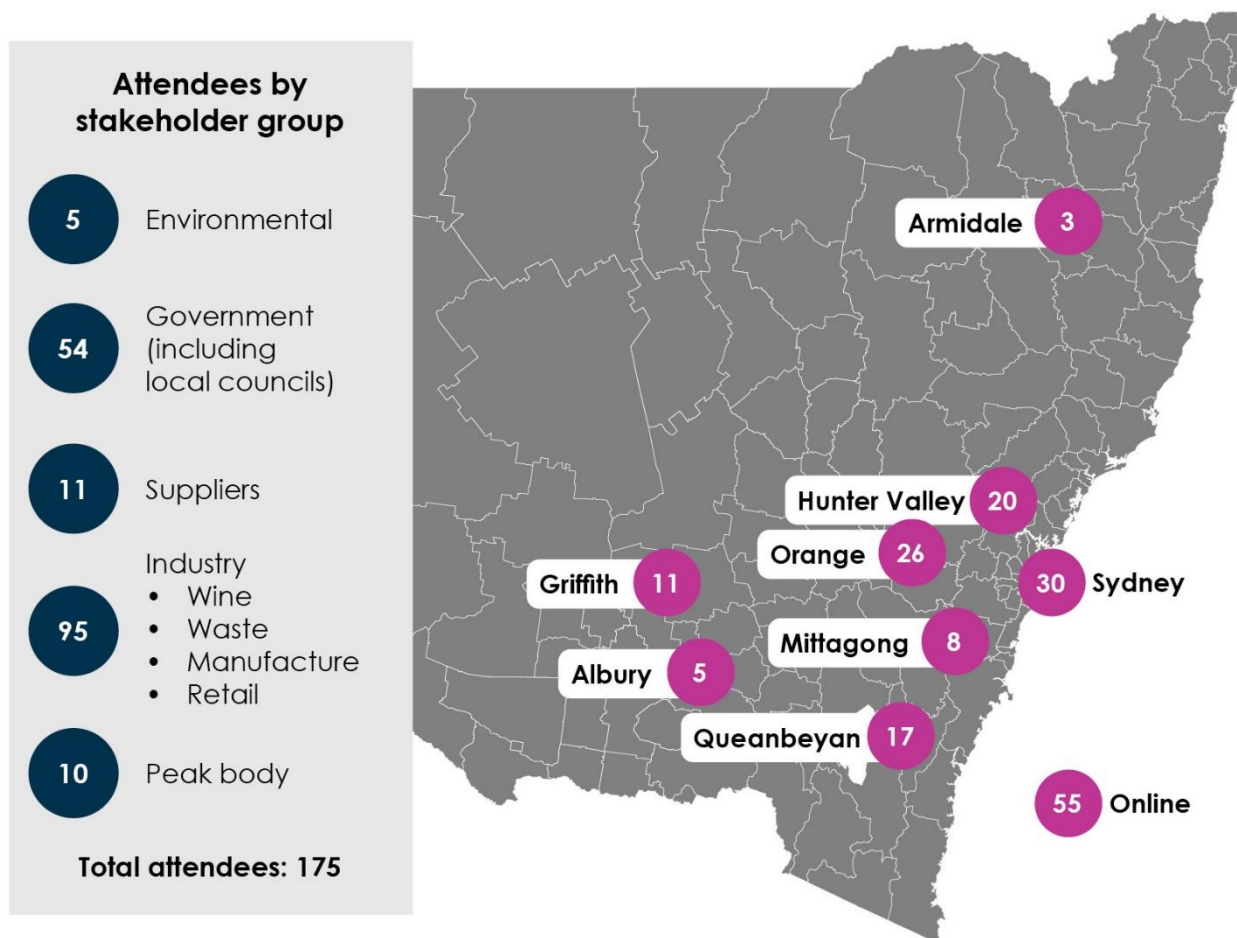 Attendees by
stakeholder group
5 Environmental
54 Government
(including
local councils)
11 Suppliers
95 Industry
• Wine
• Waste
• Manufacture
• Retail
10 Peak body
Total attendees: 175
Armidale 3
Hunter Valley 20
Orange 26
Griffith 11
30 Sydney
Mittagong 8
Albury 5
Queanbeyan 17
55 Online